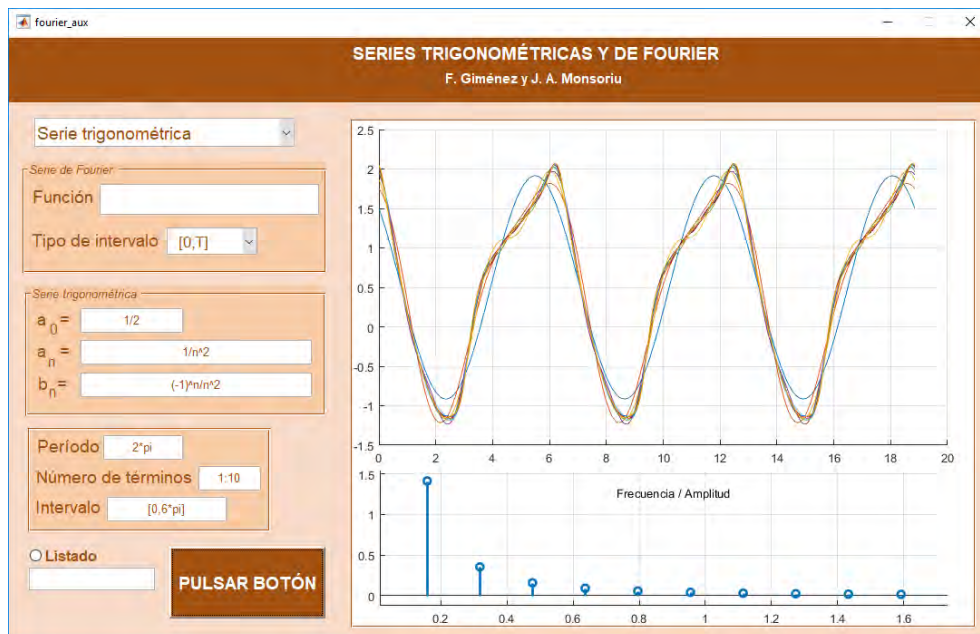 fourier_aux
SERIES TRIGONOMÉTRICAS Y DE FOURIER
F. Giménez y J. A. Monsoriu
Serie trigonométrica
Serie de Fourier
Función
Tipo de intervalo [0,T]
Serie trigonométrica
a0 = 1/2
an = 1/n^2
bn = (-1)^n/n^2
Período 2*pi
Número de términos 1:10
Intervalo [0,6*pi]
Listado
PULSAR BOTÓN
2.5
2
1.5
1
0.5
0
-0.5
-1
-1.5
0 2 4 6 8 10 12 14 16 18 20
Frecuencia / Amplitud
1.5
1
0.5
0
0.2 0.4 0.6 0.8 1 1.2 1.4 1.6